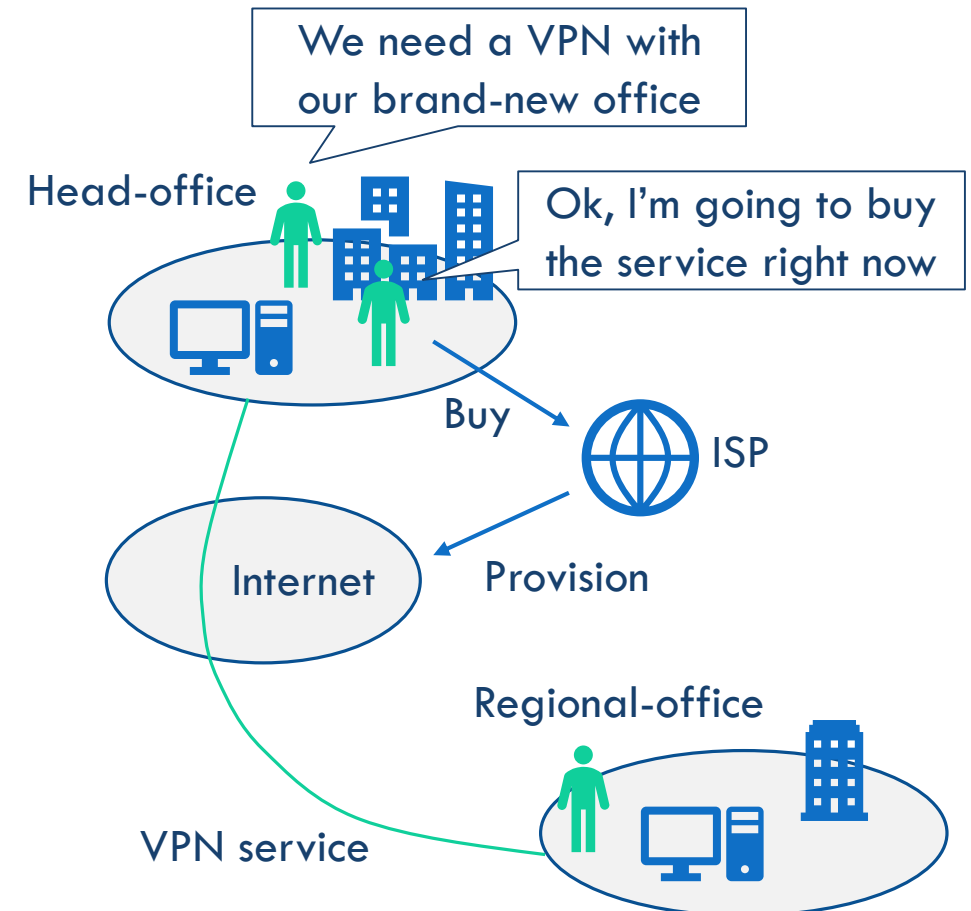 We need a VPN with
our brand-new office
Head-office
Ok, I'm going to buy
the service right now
Buy
ISP
Internet
Provision
Regional-office
VPN service